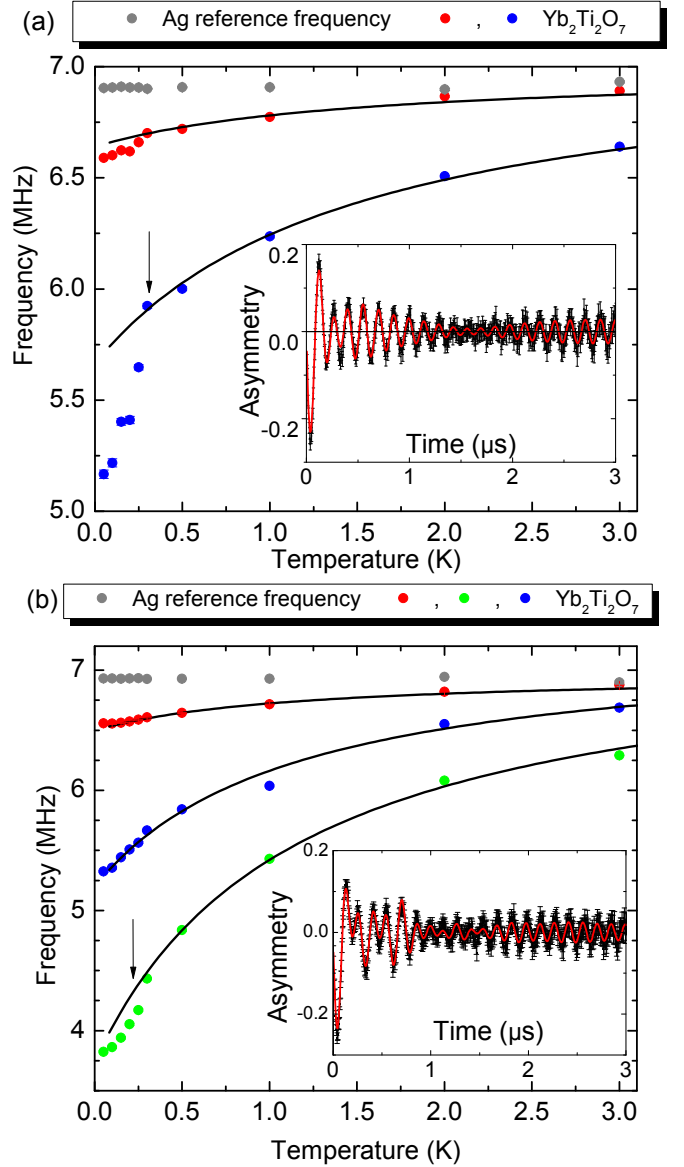 (a)
Ag reference frequency , Yb2Ti2O7
7.0
6.5
6.0
5.5
5.0
Frequency (MHz)
0.2
0.0
-0.2
Asymmetry
Time (μs)
0 1 2 3
0.0 0.5 1.0 1.5 2.0 2.5 3.0
Temperature (K)
(b)
Ag reference frequency , , Yb2Ti2O7
7
6
5
4
Frequency (MHz)
0.2
0.0
-0.2
Asymmetry
Time (μs)
0 1 2 3
0.0 0.5 1.0 1.5 2.0 2.5 3.0
Temperature (K)